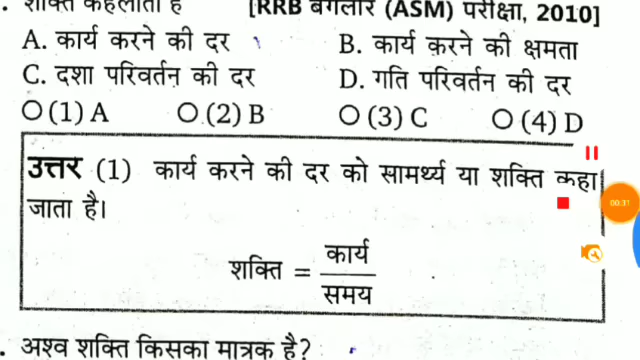 . शक्ति कहलाती है [RRB बंगलौर (ASM) परीक्षा, 2010]
A. कार्य करने की दर B. कार्य करने की क्षमता
C. दशा परिवर्तन की दर D. गति परिवर्तन की दर
(1) A (2) B (3) C (4) D
उत्तर (1) कार्य करने की दर को सामर्थ्य या शक्ति कहा
जाता है।
शक्ति = कार्य
समय
00:31
. अश्व शक्ति किसका मात्रक है?